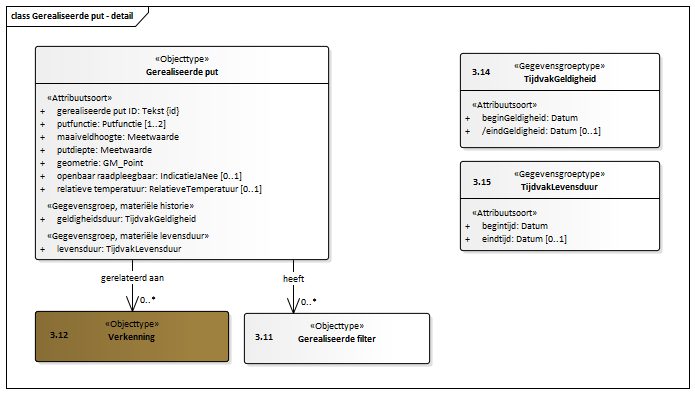 class Gerealiseerde put - detail
«Objecttype»
Gerealiseerde put
«Attribuutsoort»
+ gerealiseerde put ID: Tekst {id}
+ putfunctie: Putfunctie [1..2]
+ maaiveldhoogte: Meetwaarde
+ putdiepte: Meetwaarde
+ geometrie: GM_Point
+ openbaar raadpleegbaar: IndicatieJaNee [0..1]
+ relatieve temperatuur: RelatieveTemperatuur [0..1]
«Gegevensgroep, materiële historie»
+ geldigheidsduur: TijdvakGeldigheid
«Gegevensgroep, materiële levensduur»
+ levensduur: TijdvakLevensduur
3.14
«Gegevensgroeptype»
TijdvakGeldigheid
«Attribuutsoort»
+ beginGeldigheid: Datum
+ /eindGeldigheid: Datum [0..1]
3.15
«Gegevensgroeptype»
TijdvakLevensduur
«Attribuutsoort»
+ begintijd: Datum
+ eindtijd: Datum [0..1]
gerelateerd aan
0..*
heeft
0..*
3.12
«Objecttype»
Verkenning
3.11
«Objecttype»
Gerealiseerde filter